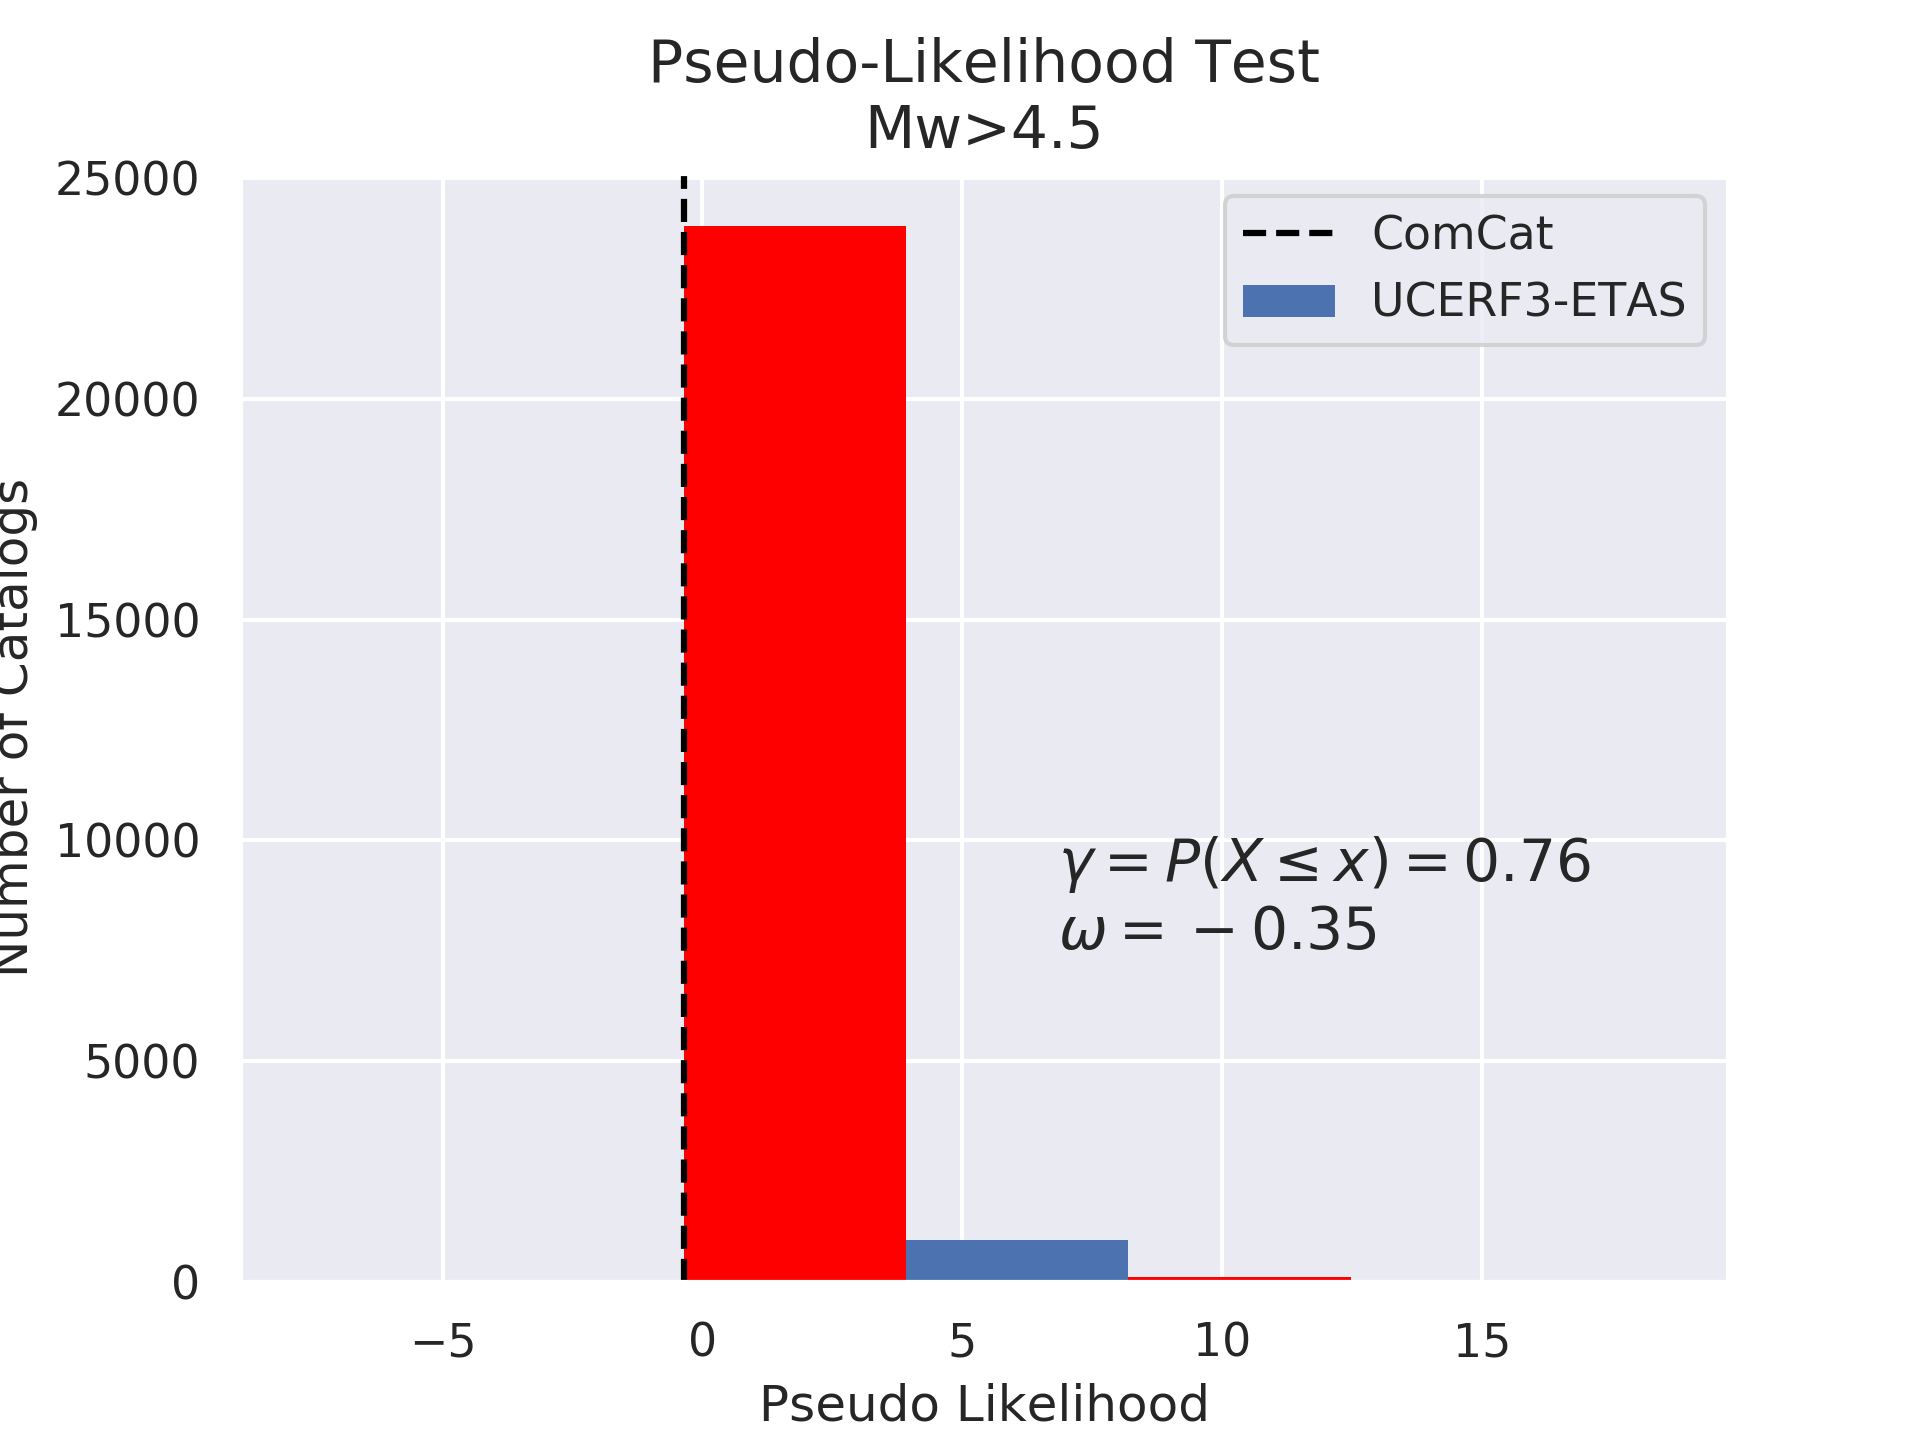 Pseudo-Likelihood Test
Mw>4.5
25000
20000
15000
10000
5000
0
Number of Catalogs
ComCat
UCERF3-ETAS
γ = P(X ≤ x) = 0.76
ω = −0.35
−5
0
5
10
15
Pseudo Likelihood